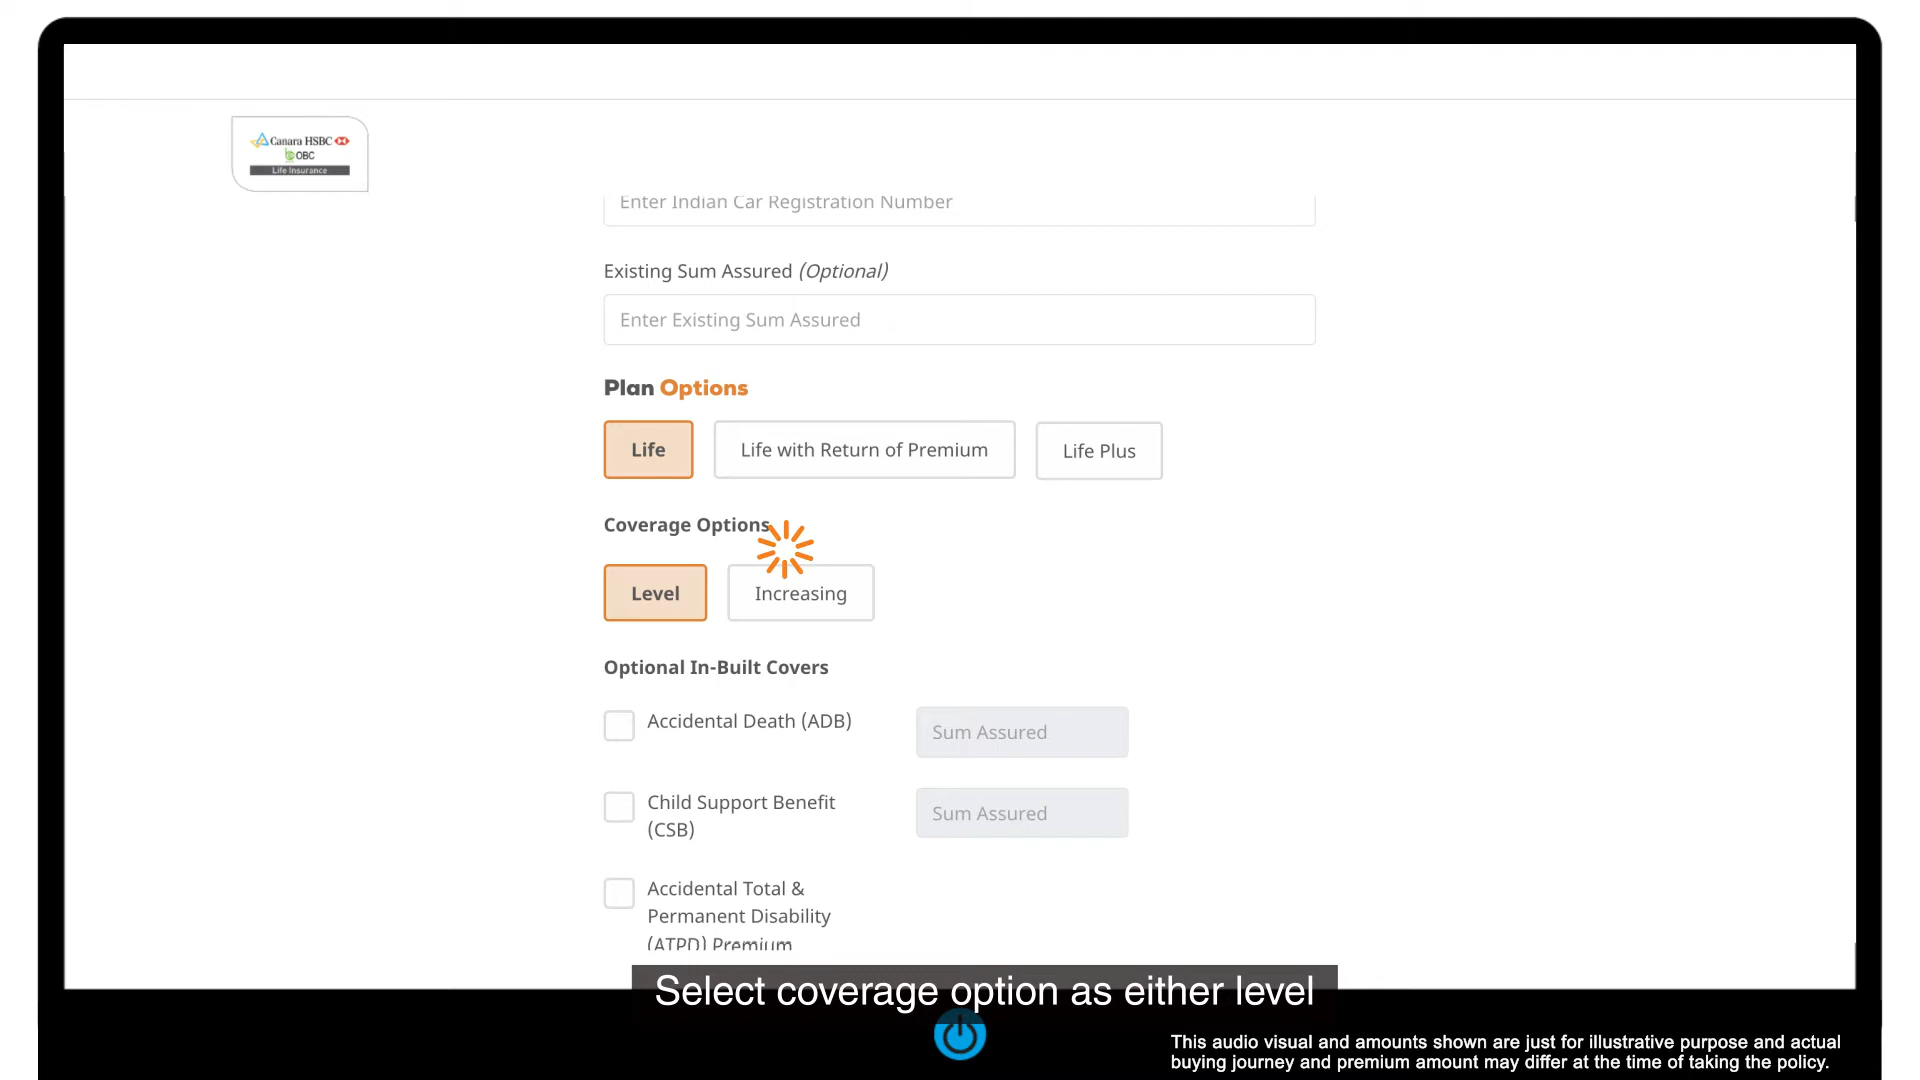 Canara HSBC
OBC
Life Insurance
Enter Indian Car Registration Number
Existing Sum Assured (Optional)
Enter Existing Sum Assured
Plan Options
Life
Life with Return of Premium
Life Plus
Coverage Options
Level
Increasing
Optional In-Built Covers
Accidental Death (ADB)
Sum Assured
Child Support Benefit
(CSB)
Sum Assured
Accidental Total &
Permanent Disability
(ATPD) Premium
Select coverage option as either level
This audio visual and amounts shown are just for illustrative purpose and actual
buying journey and premium amount may differ at the time of taking the policy.